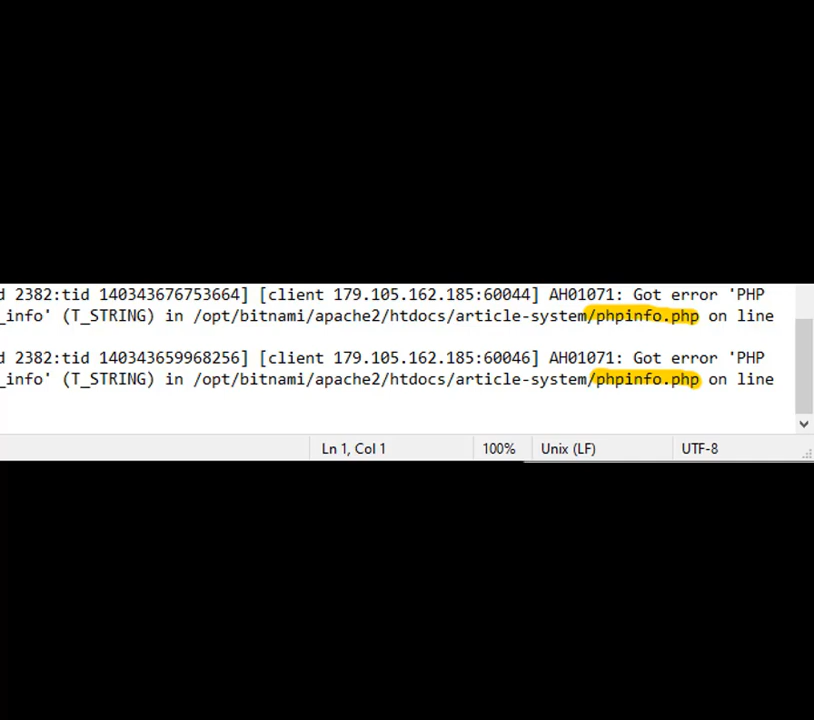 d 2382:tid 140343676753664] [client 179.105.162.185:60044] AH01071: Got error 'PHP
_info' (T_STRING) in /opt/bitnami/apache2/htdocs/article-system/phpinfo.php on line
d 2382:tid 140343659968256] [client 179.105.162.185:60046] AH01071: Got error 'PHP
_info' (T_STRING) in /opt/bitnami/apache2/htdocs/article-system/phpinfo.php on line
Ln 1, Col 1 100% Unix (LF) UTF-8